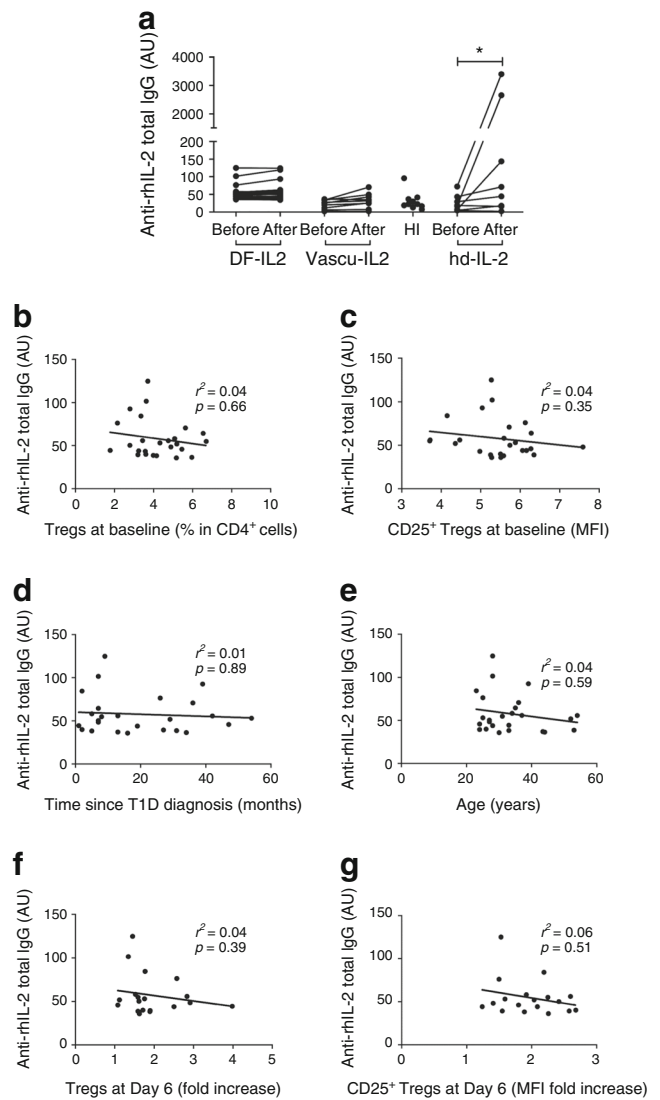 a
Anti-rhIL-2 total IgG (AU)
4000
3000
2000
200
150
100
50
0
*
Before After Before After HI Before After
DF-IL2 Vascu-IL2 hd-IL-2
b
Anti-rhIL-2 total IgG (AU)
150
100
50
0
r² = 0.04
p = 0.66
0 2 4 6 8 10
Tregs at baseline (% in CD4⁺ cells)
c
Anti-rhIL-2 total IgG (AU)
150
100
50
0
r² = 0.04
p = 0.35
3 4 5 6 7 8
CD25⁺ Tregs at baseline (MFI)
d
Anti-rhIL-2 total IgG (AU)
150
100
50
0
r² = 0.01
p = 0.89
0 20 40 60
Time since T1D diagnosis (months)
e
Anti-rhIL-2 total IgG (AU)
150
100
50
0
r² = 0.04
p = 0.59
0 20 40 60
Age (years)
f
Anti-rhIL-2 total IgG (AU)
150
100
50
0
r² = 0.04
p = 0.39
0 1 2 3 4 5
Tregs at Day 6 (fold increase)
g
Anti-rhIL-2 total IgG (AU)
150
100
50
0
r² = 0.06
p = 0.51
0 1 2 3
CD25⁺ Tregs at Day 6 (MFI fold increase)